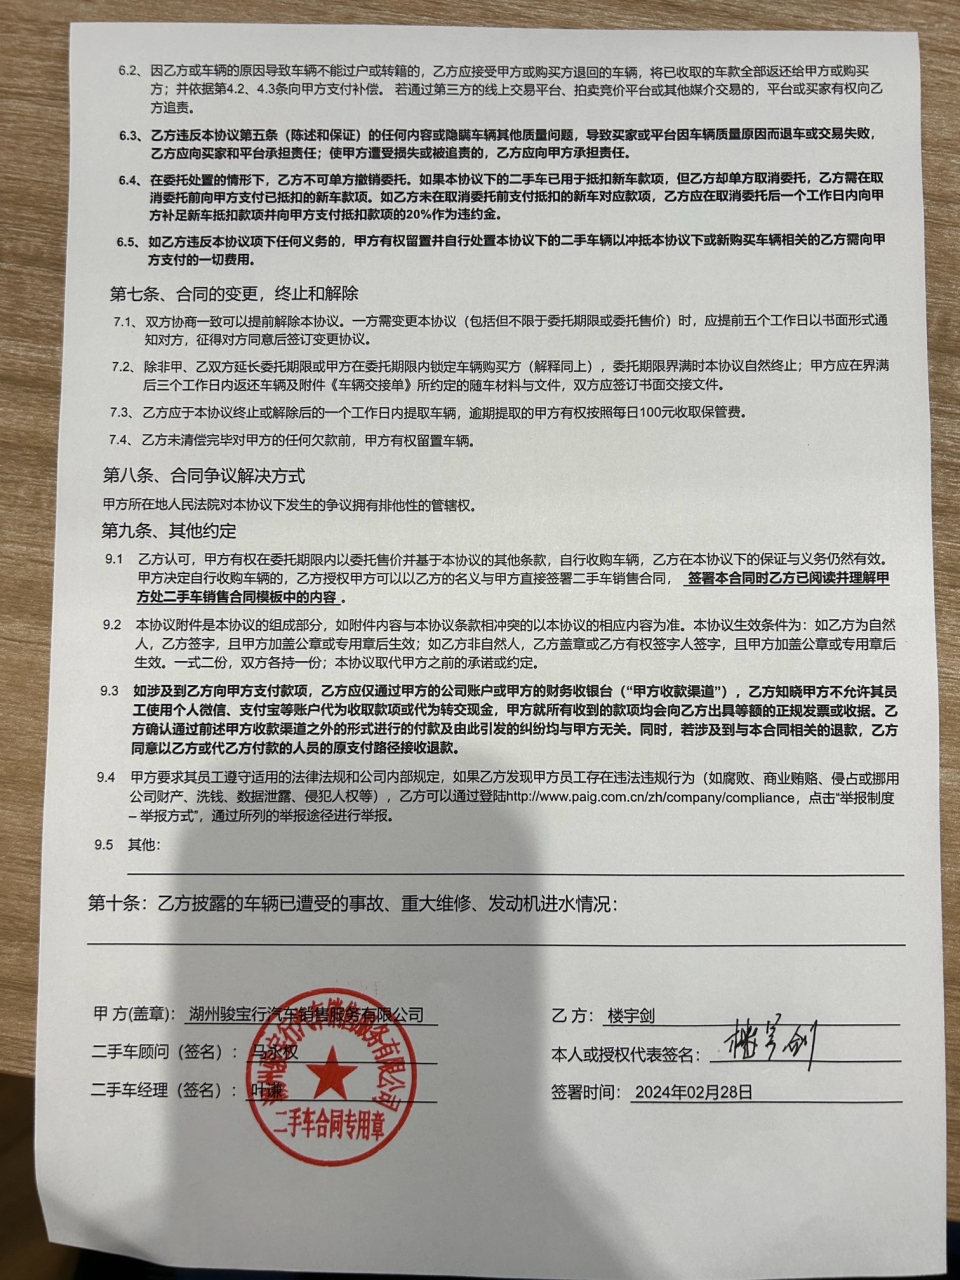 6.2、 因乙方或车辆的原因导致车辆不能过户或转籍的，乙方应接受甲方或购买方退回的车辆，将已收取的车款全部返还给甲方或购买
方；并依据第4.2、4.3条向甲方支付补偿。 若通过第三方的线上交易平台、拍卖竞价平台或其他媒介交易的，平台或买家有权向乙
方追责。
6.3、 乙方违反本协议第五条（陈述和保证）的任何内容或隐瞒车辆其他质量问题，导致买家或平台因车辆质量原因而退车或交易失败，
乙方应向买家和平台承担责任；使甲方遭受损失或被追责的，乙方应向甲方承担责任。
6.4、 在委托处置的情形下，乙方不可单方撤销委托。如果本协议下的二手车已用于抵扣新车款项，但乙方却单方取消委托，乙方需在取
消委托前向甲方支付已抵扣的新车款项。如乙方未在取消委托前支付抵扣的新车对应款项，乙方应在取消委托后一个工作日内向甲
方补足新车抵扣款项并向甲方支付抵扣款项的20%作为违约金。
6.5、 如乙方违反本协议项下任何义务的，甲方有权留置并自行处置本协议下的二手车辆以冲抵本协议下或新购买车辆相关的乙方需向甲
方支付的一切费用。
第七条、合同的变更，终止和解除
7.1、 双方协商一致可以提前解除本协议。一方需变更本协议（包括但不限于委托期限或委托售价）时，应提前五个工作日以书面形式通
知对方，征得对方同意后签订变更协议。
7.2、 除非甲、乙双方延长委托期限或甲方在委托期限内锁定车辆购买方（解释同上），委托期限界满时本协议自然终止；甲方应在界满
后三个工作日内返还车辆及附件《车辆交接单》所约定的随车材料与文件，双方应签订书面交接文件。
7.3、 乙方应于本协议终止或解除后的一个工作日内提取车辆，逾期提取的甲方有权按照每日100元收取保管费。
7.4、 乙方未清偿完毕对甲方的任何欠款前，甲方有权留置车辆。
第八条、合同争议解决方式
甲方所在地人民法院对本协议下发生的争议拥有排他性的管辖权。
第九条、其他约定
9.1 乙方认可，甲方有权在委托期限内以委托售价并基于本协议的其他条款，自行收购车辆，乙方在本协议下的保证与义务仍然有效。
甲方决定自行收购车辆的，乙方授权甲方可以以乙方的名义与甲方直接签署二手车销售合同， 签署本合同时乙方已阅读并理解甲
方处二手车销售合同模板中的内容 。
9.2 本协议附件是本协议的组成部分，如附件内容与本协议条款相冲突的以本协议的相应内容为准。本协议生效条件为：如乙方为自然
人，乙方签字，且甲方加盖公章或专用章后生效；如乙方非自然人，乙方盖章或乙方有权签字人签字，且甲方加盖公章或专用章后
生效。一式二份，双方各持一份；本协议取代甲方之前的承诺或约定。
9.3 如涉及到乙方向甲方支付款项，乙方应仅通过甲方的公司账户或甲方的财务收银台（“甲方收款渠道”），乙方知晓甲方不允许其员
工使用个人微信、支付宝等账户代为收取款项或代为转交现金，甲方就所有收到的款项均会向乙方出具等额的正规发票或收据。乙
方确认通过前述甲方收款渠道之外的形式进行的付款及由此引发的纠纷均与甲方无关。同时，若涉及到与本合同相关的退款，乙方
同意以乙方或代乙方付款的人员的原支付路径接收退款。
9.4 甲方要求其员工遵守适用的法律法规和公司内部规定，如果乙方发现甲方员工存在违法违规行为（如腐败、商业贿赂、侵占或挪用
公司财产、洗钱、数据泄露、侵犯人权等），乙方可以通过登陆http://www.paig.com.cn/zh/company/compliance，点击“举报制度
– 举报方式”，通过所列的举报途径进行举报。
9.5 其他：
第十条：乙方披露的车辆已遭受的事故、重大维修、发动机进水情况：
甲 方(盖章)： 湖州骏宝行汽车销售服务有限公司
乙 方： 楼宇剑
二手车顾问（签名）： 马永权
本人或授权代表签名： 楼宇剑
二手车经理（签名）： 叶谦
签署时间： 2024年02月28日
湖州骏宝行汽车销售服务有限公司
二手车合同专用章